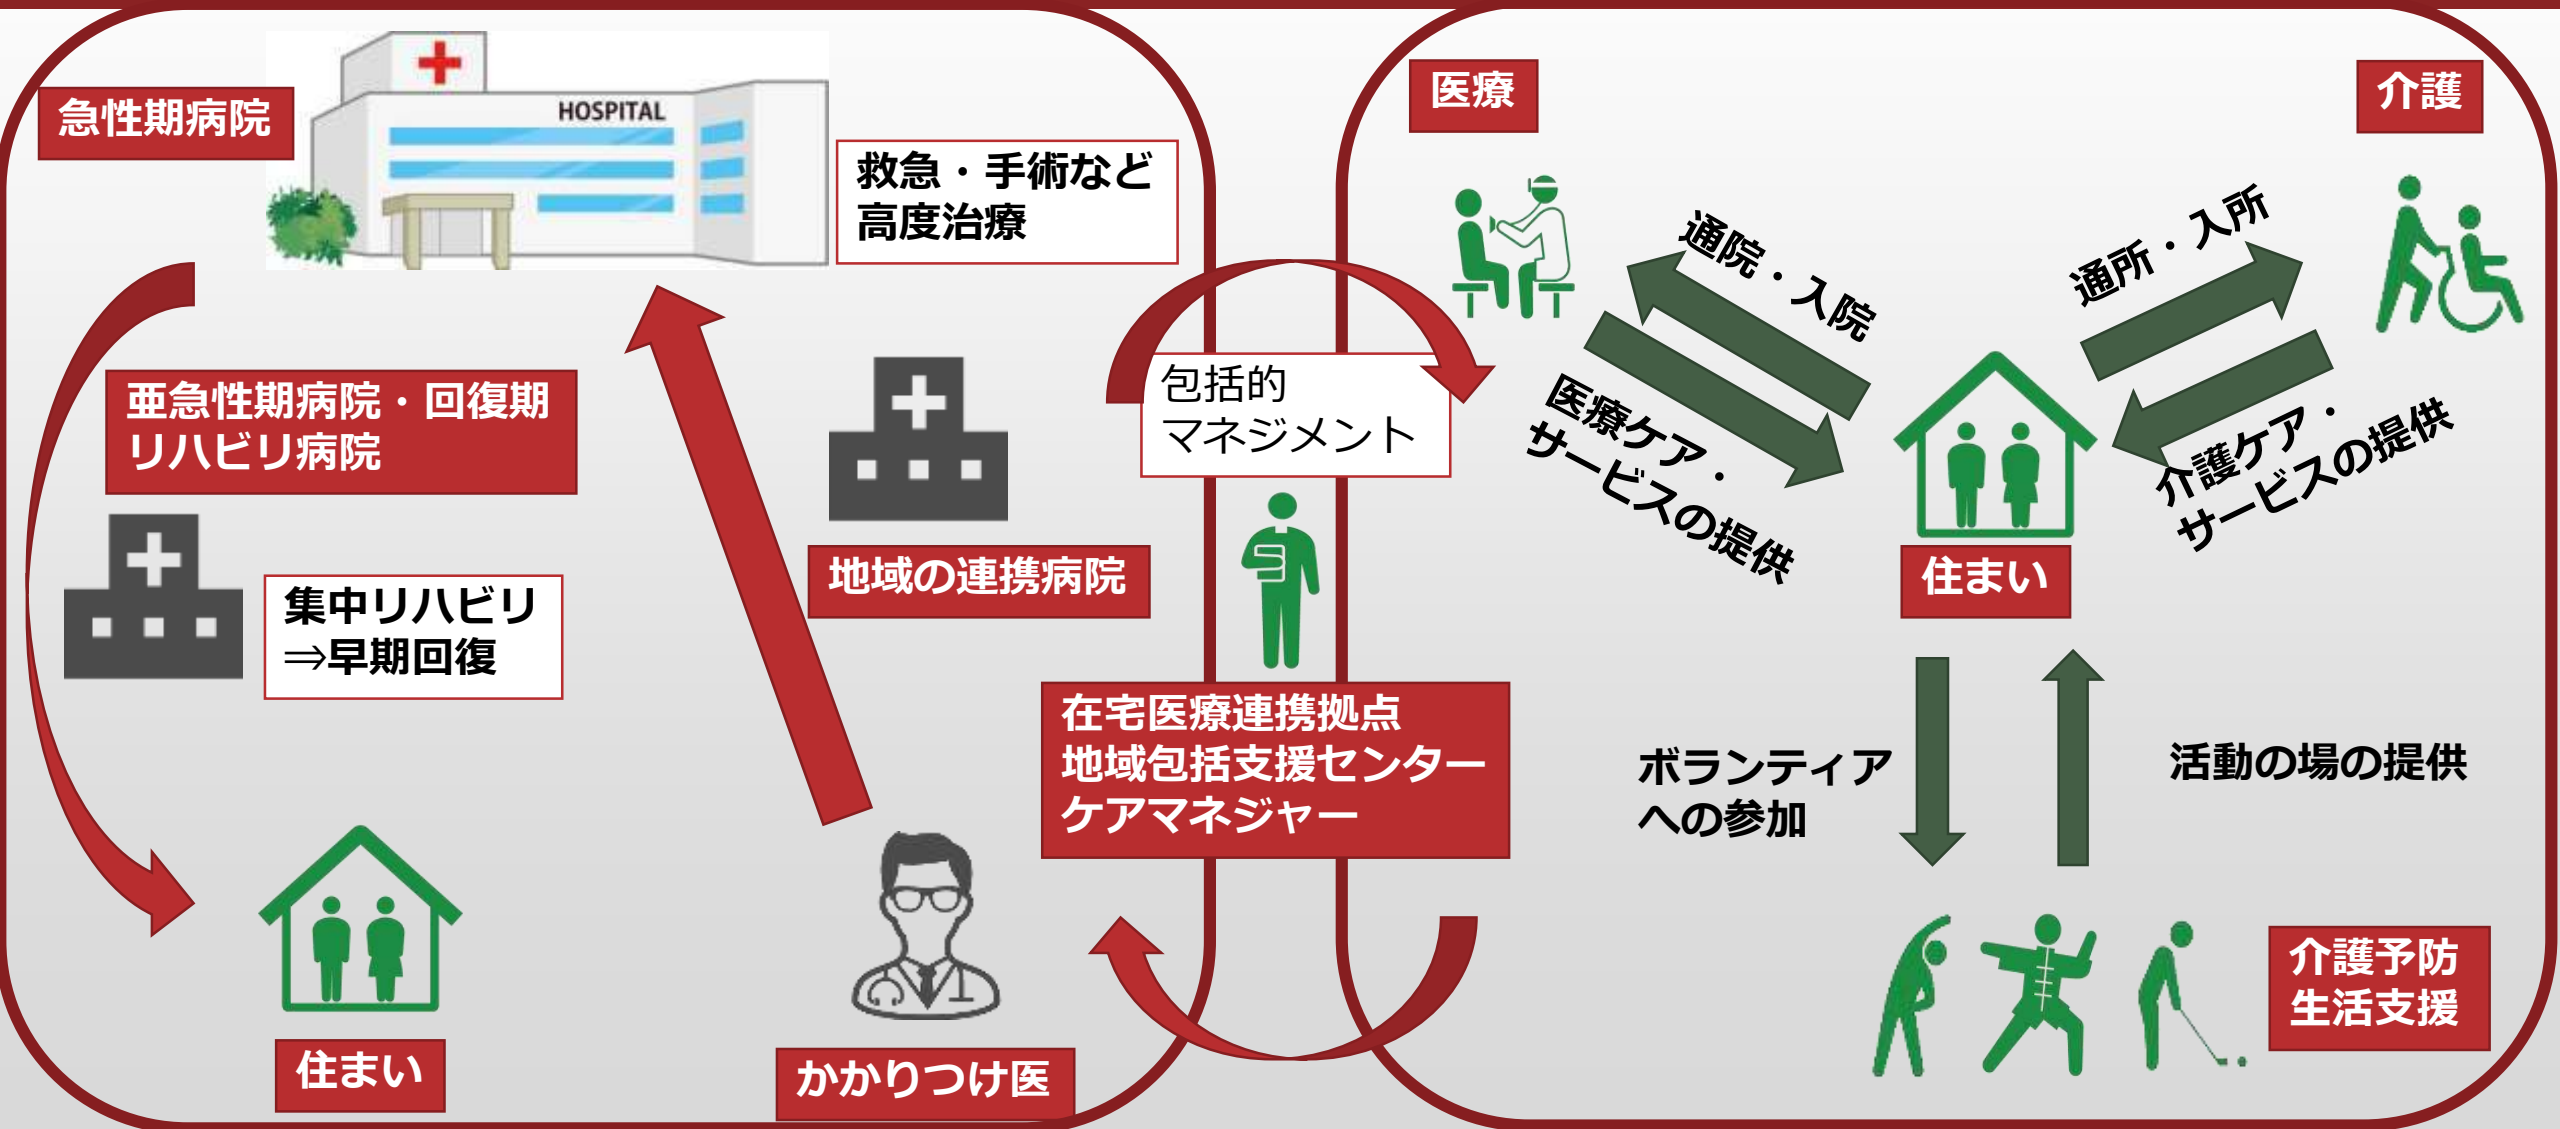 急性期病院
HOSPITAL
救急・手術など
高度治療
亜急性期病院・回復期
リハビリ病院
集中リハビリ
⇒早期回復
地域の連携病院
住まい
かかりつけ医
包括的
マネジメント
在宅医療連携拠点
地域包括支援センター
ケアマネジャー
医療
介護
通院・入院
医療ケア・
サービスの提供
通所・入所
介護ケア・
サービスの提供
住まい
ボランティア
への参加
活動の場の提供
介護予防
生活支援